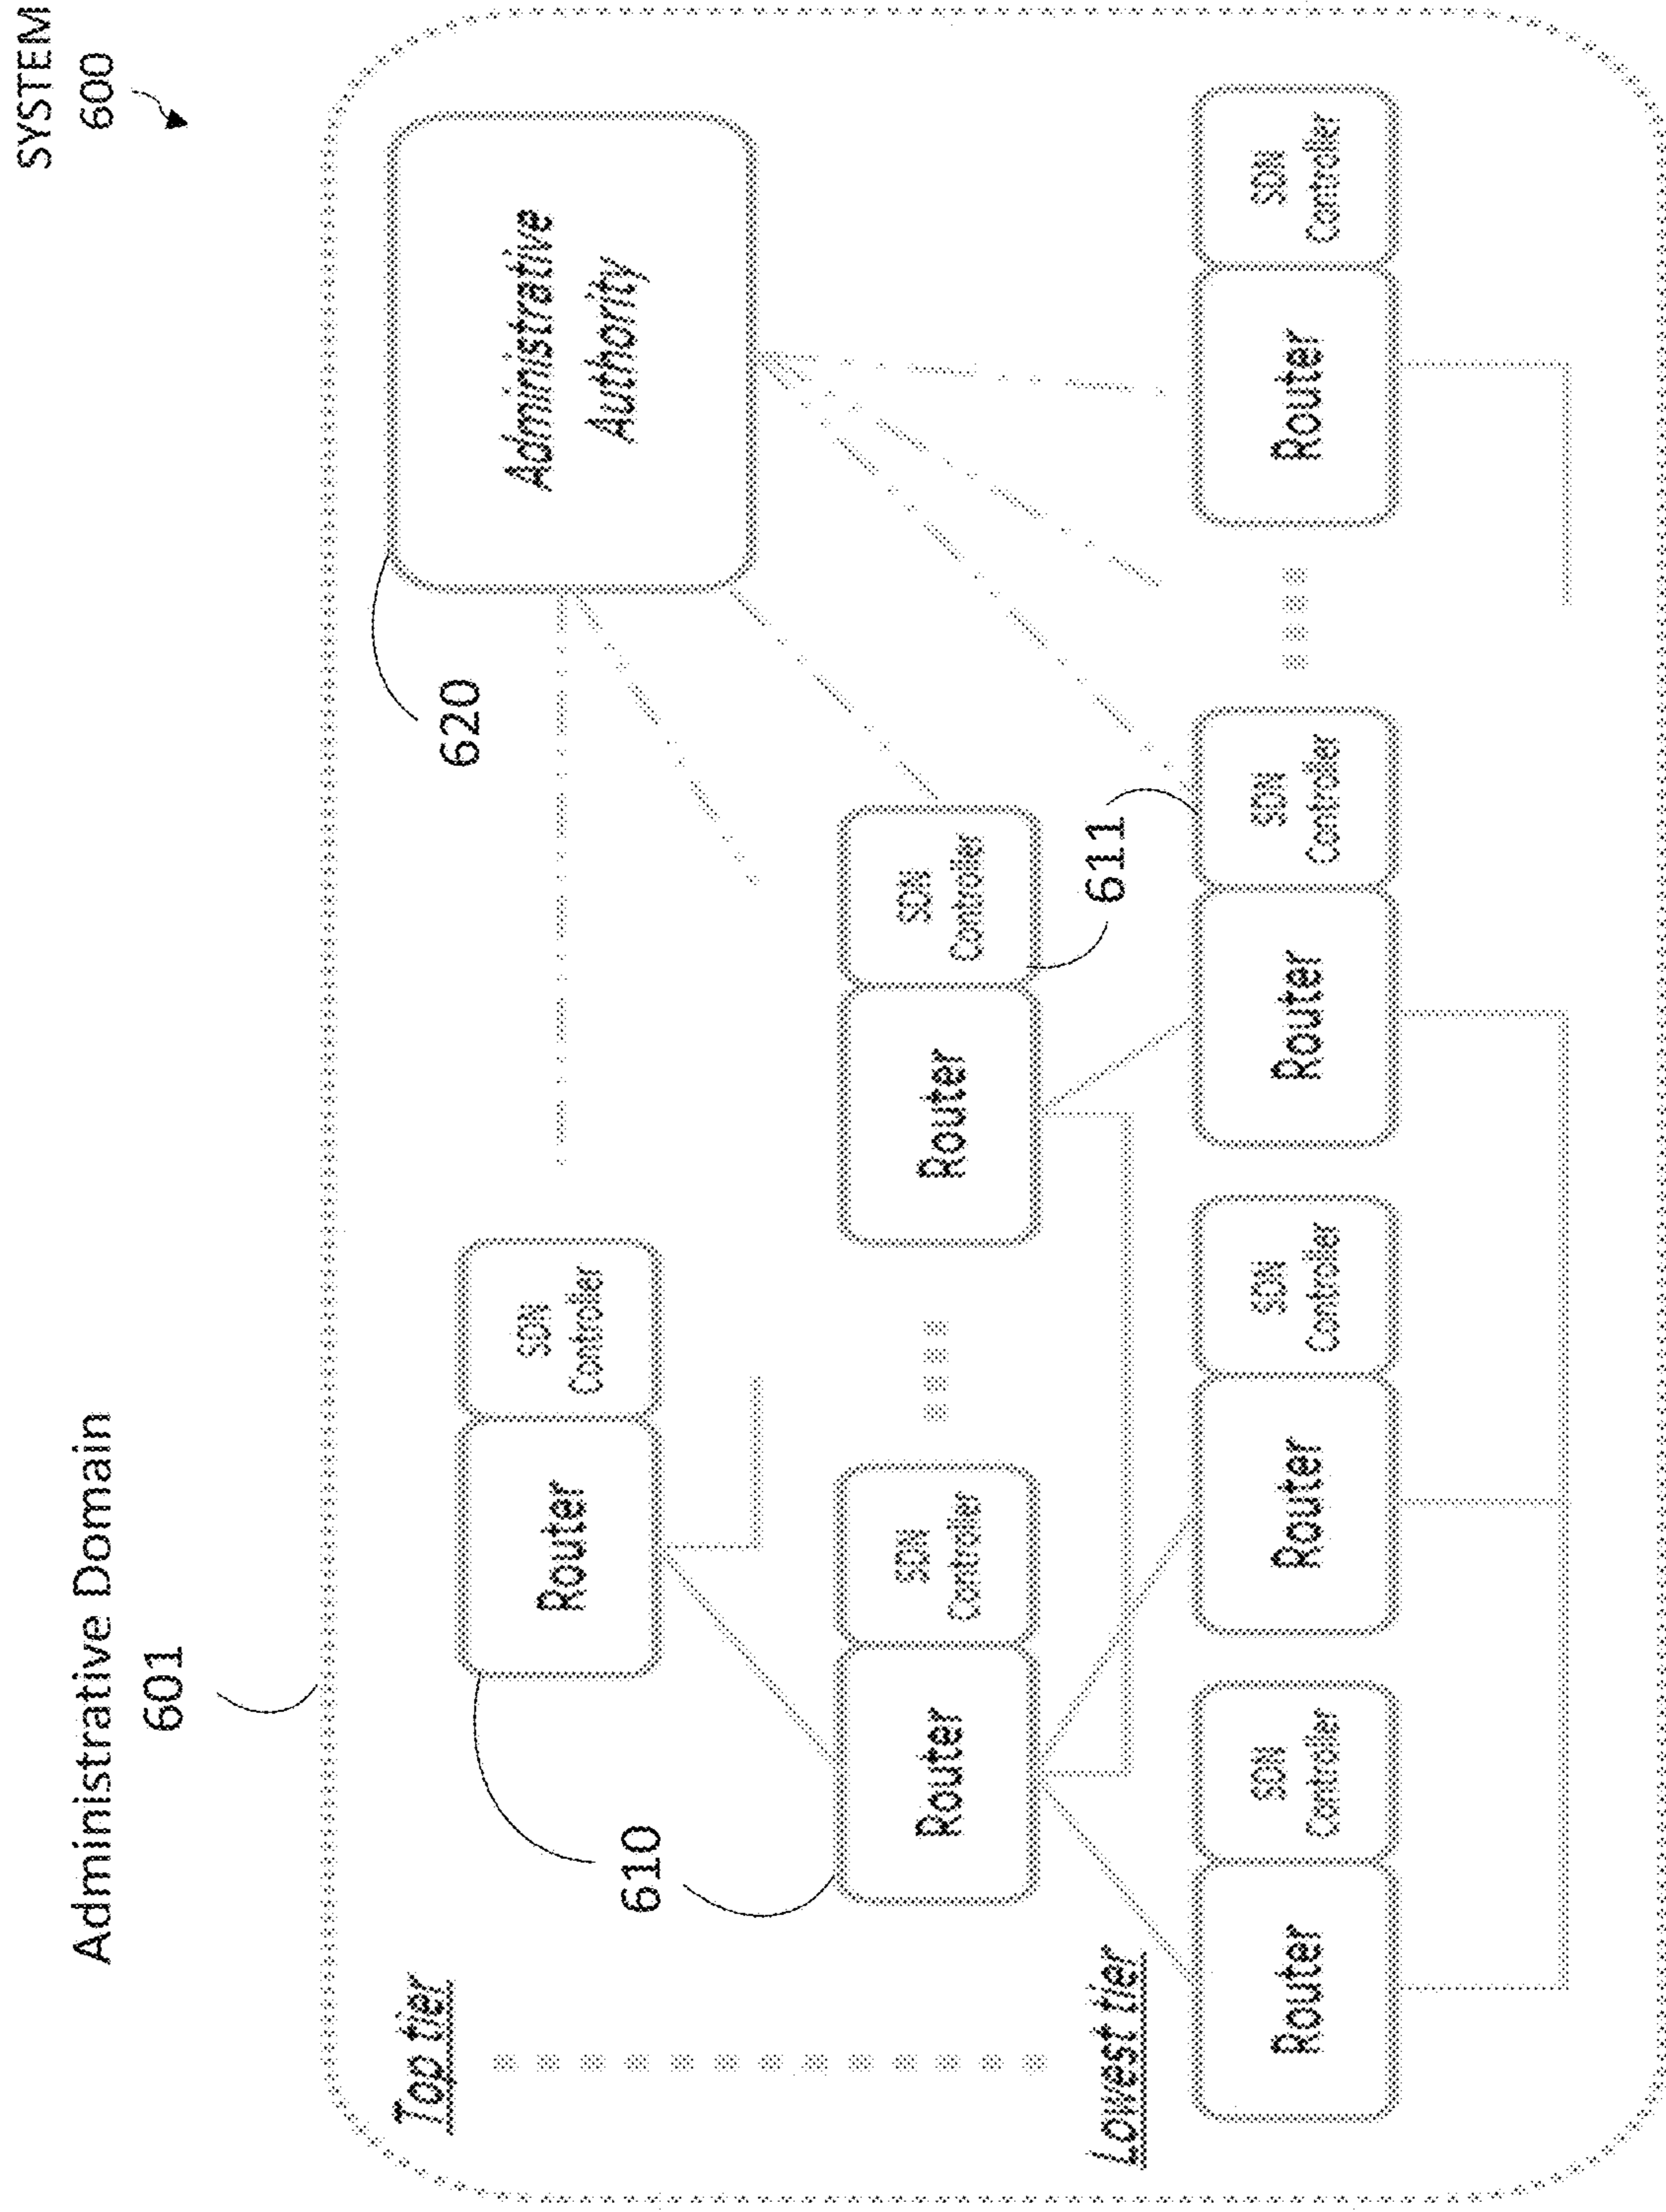 SYSTEM
600
Administrative Domain
601
Top tier
Administrative
Authority
620
Router
SDN
Controller
610
Router
SDN
Controller
Router
SDN
Controller
611
Lowest tier
Router
SDN
Controller
Router
SDN
Controller
Router
SDN
Controller
Router
SDN
Controller